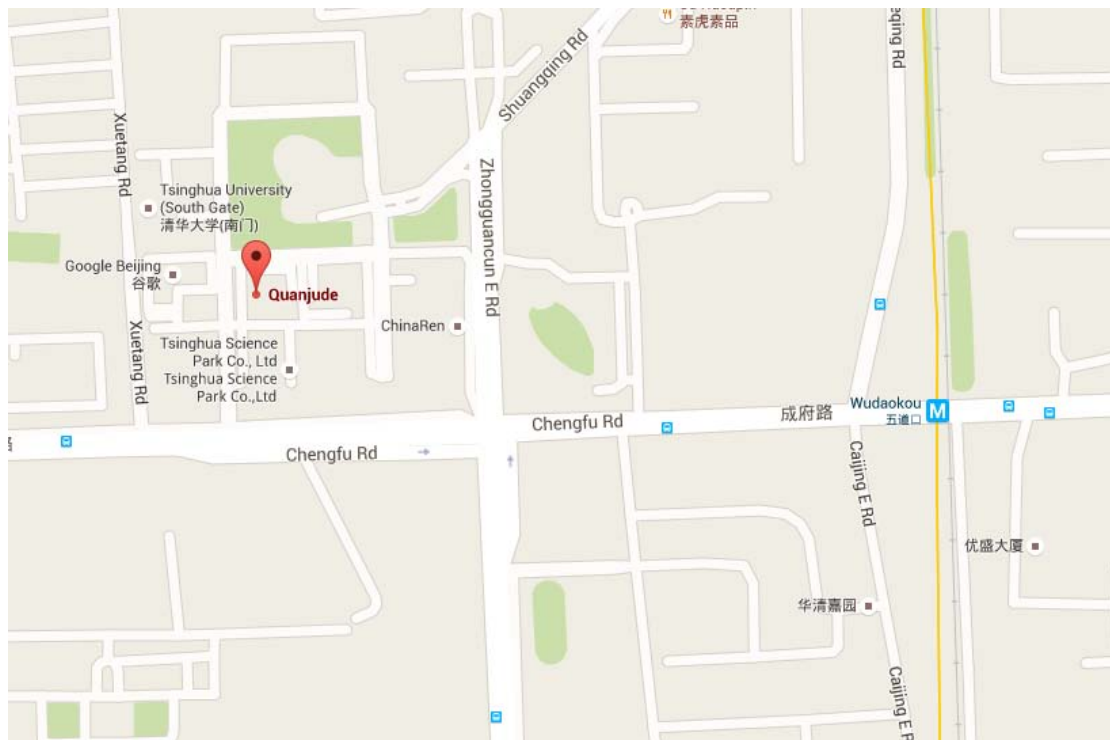 素虎素品
eqing Rd
Shuangqing Rd
Xuetang Rd
Zhongguancun E Rd
Tsinghua University
(South Gate)
清华大学(南门)
Google Beijing
谷歌
Quanjude
ChinaRen
Xuetang Rd
Tsinghua Science
Park Co., Ltd
Tsinghua Science
Park Co.,Ltd
Wudaokou
五道口
M
成府路
Chengfu Rd
路
Chengfu Rd
Caijing E Rd
优盛大厦
华清嘉园
Caijing E R